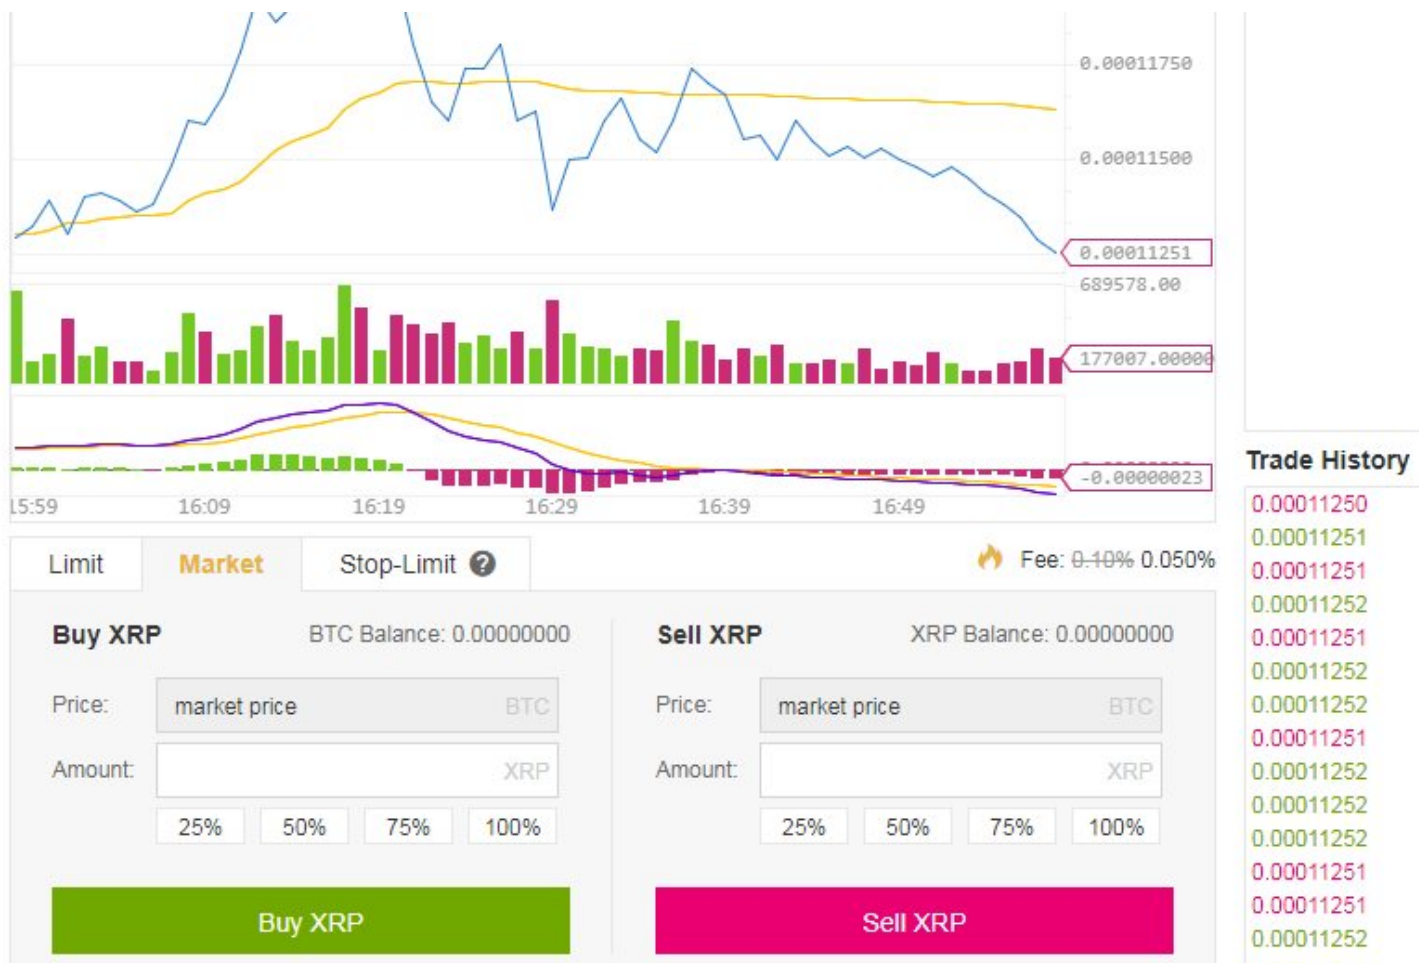 0.00011750
0.00011500
0.00011251
689578.00
177007.00000
-0.00000023
15:59 16:09 16:19 16:29 16:39 16:49
Limit Market Stop-Limit ? Fee: 0.10% 0.050%
Buy XRP BTC Balance: 0.00000000
Price: market price BTC
Amount: XRP
25% 50% 75% 100%
Buy XRP
Sell XRP XRP Balance: 0.00000000
Price: market price BTC
Amount: XRP
25% 50% 75% 100%
Sell XRP
Trade History
0.00011250
0.00011251
0.00011251
0.00011252
0.00011251
0.00011252
0.00011252
0.00011251
0.00011252
0.00011252
0.00011252
0.00011251
0.00011251
0.00011252